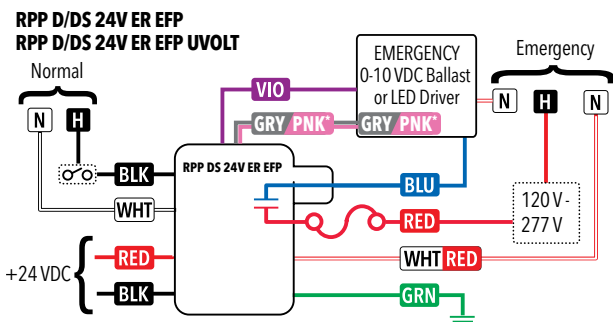 RPP D/DS 24V ER EFP
RPP D/DS 24V ER EFP UVOLT
Normal
N
H
EMERGENCY
0-10 VDC Ballast
or LED Driver
Emergency
N
H
N
VIO
GRY/PNK*
GRY/PNK*
RPP DS 24V ER EFP
BLK
WHT
BLU
RED
120 V -
277 V
+24 VDC
RED
BLK
WHT RED
GRN